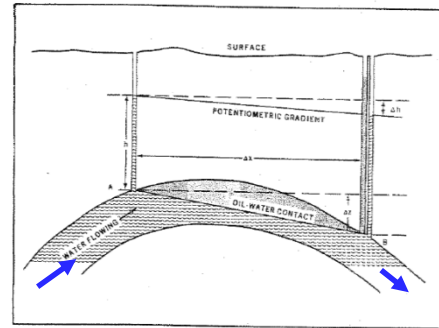 SURFACE
Δh
POTENTIOMETRIC GRADIENT
h
Δx
A
OIL-WATER CONTACT
Δz
WATER FLOWING
B